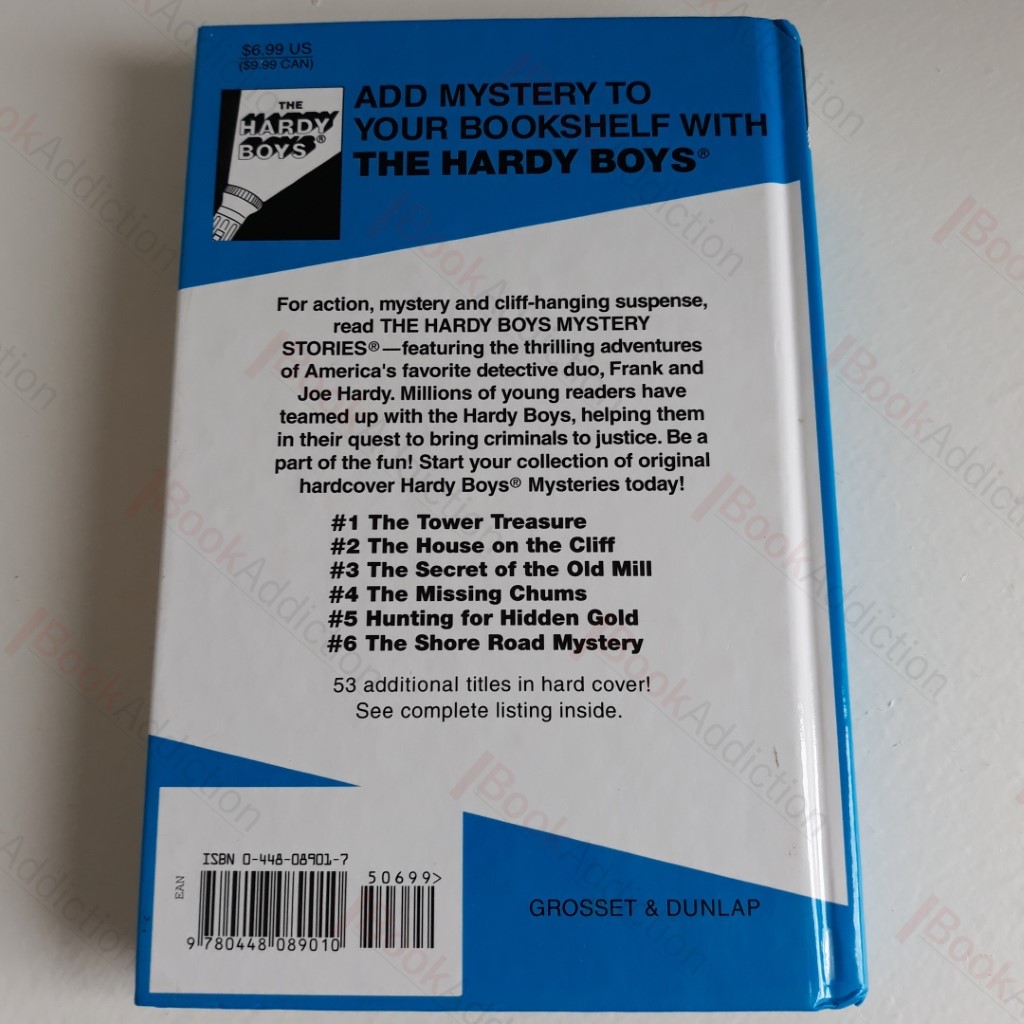 $6.99 US
($9.99 CAN)
THE
HARDY
BOYS®
ADD MYSTERY TO
YOUR BOOKSHELF WITH
THE HARDY BOYS®
For action, mystery and cliff-hanging suspense,
read THE HARDY BOYS MYSTERY
STORIES®—featuring the thrilling adventures
of America's favorite detective duo, Frank and
Joe Hardy. Millions of young readers have
teamed up with the Hardy Boys, helping them
in their quest to bring criminals to justice. Be a
part of the fun! Start your collection of original
hardcover Hardy Boys® Mysteries today!
#1 The Tower Treasure
#2 The House on the Cliff
#3 The Secret of the Old Mill
#4 The Missing Chums
#5 Hunting for Hidden Gold
#6 The Shore Road Mystery
53 additional titles in hard cover!
See complete listing inside.
ISBN 0-448-08901-7
50699>
EAN
9 780448 089010
GROSSET & DUNLAP
BookAddiction